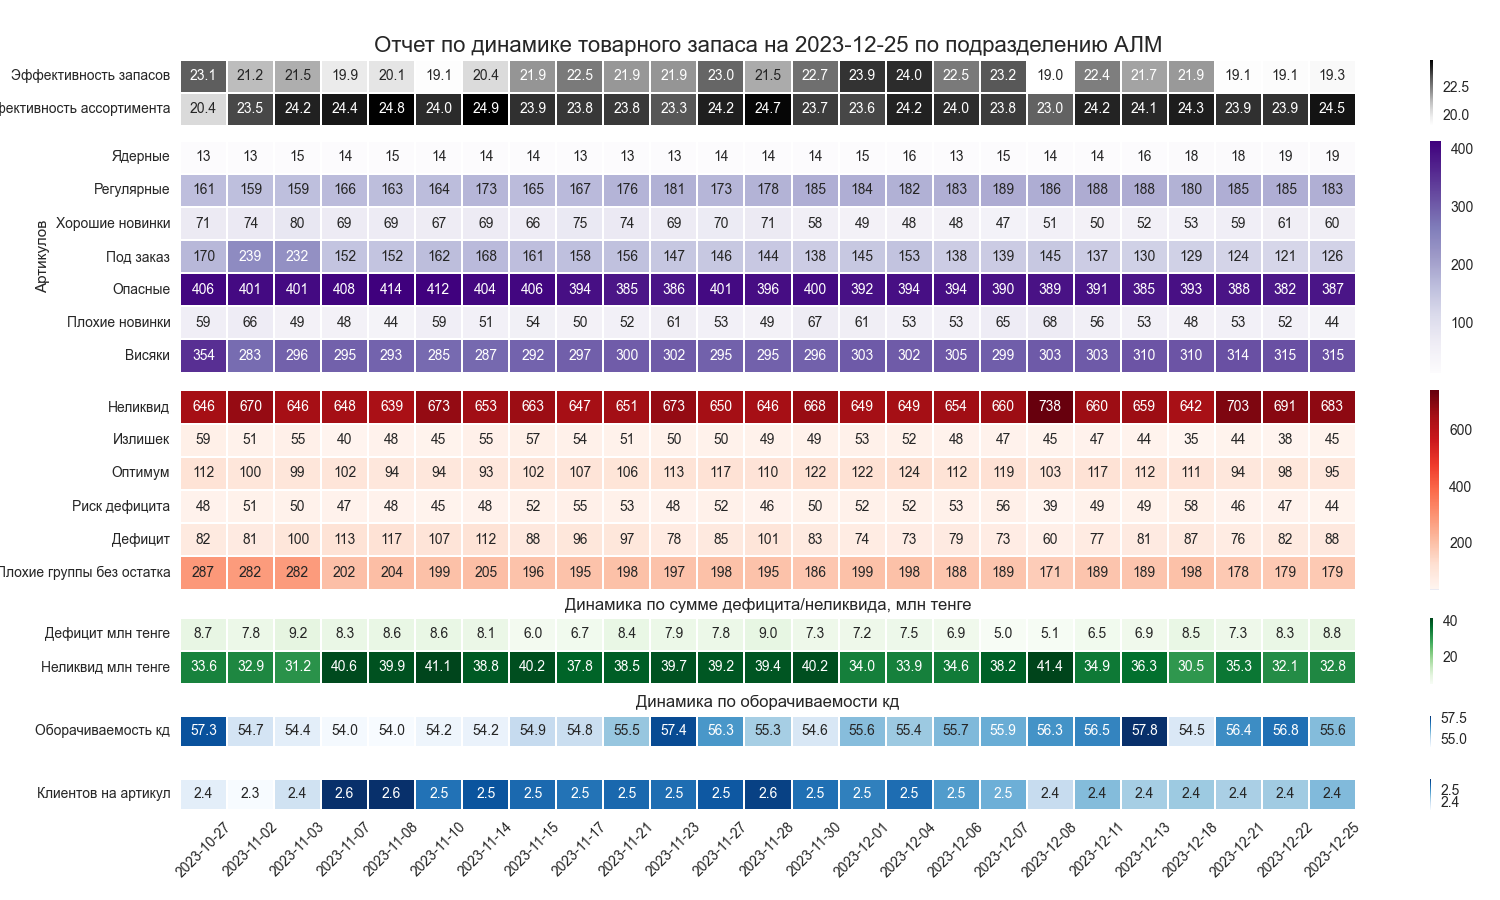 Отчет по динамике товарного запаса на 2023-12-25 по подразделению АЛМ
Эффективность запасов 23.1 21.2 21.5 19.9 20.1 19.1 20.4 21.9 22.5 21.9 21.9 23.0 21.5 22.7 23.9 24.0 22.5 23.2 19.0 22.4 21.7 21.9 19.1 19.1 19.3
фективность ассортимента 20.4 23.5 24.2 24.4 24.8 24.0 24.9 23.9 23.8 23.8 23.3 24.2 24.7 23.7 23.6 24.2 24.0 23.8 23.0 24.2 24.1 24.3 23.9 23.9 24.5
22.5
20.0
Артикулов
Ядерные 13 13 15 14 15 14 14 14 13 13 13 14 14 14 15 16 13 15 14 14 16 18 18 19 19
Регулярные 161 159 159 166 163 164 173 165 167 176 181 173 178 185 184 182 183 189 186 188 188 180 185 185 183
Хорошие новинки 71 74 80 69 69 67 69 66 75 74 69 70 71 58 49 48 48 47 51 50 52 53 59 61 60
Под заказ 170 239 232 152 152 162 168 161 158 156 147 146 144 138 145 153 138 139 145 137 130 129 124 121 126
Опасные 406 401 401 408 414 412 404 406 394 385 386 401 396 400 392 394 394 390 389 391 385 393 388 382 387
Плохие новинки 59 66 49 48 44 59 51 54 50 52 61 53 49 67 61 53 53 65 68 56 53 48 53 52 44
Висяки 354 283 296 295 293 285 287 292 297 300 302 295 295 296 303 302 305 299 303 303 310 310 314 315 315
400
300
200
100
Неликвид 646 670 646 648 639 673 653 663 647 651 673 650 646 668 649 649 654 660 738 660 659 642 703 691 683
Излишек 59 51 55 40 48 45 55 57 54 51 50 50 49 49 53 52 48 47 45 47 44 35 44 38 45
Оптимум 112 100 99 102 94 94 93 102 107 106 113 117 110 122 122 124 112 119 103 117 112 111 94 98 95
Риск дефицита 48 51 50 47 48 45 48 52 55 53 48 52 46 50 52 52 53 56 39 49 49 58 46 47 44
Дефицит 82 81 100 113 117 107 112 88 96 97 78 85 101 83 74 73 79 73 60 77 81 87 76 82 88
Плохие группы без остатка 287 282 282 202 204 199 205 196 195 198 197 198 195 186 199 198 188 189 171 189 189 198 178 179 179
600
400
200
Динамика по сумме дефицита/неликвида, млн тенге
Дефицит млн тенге 8.7 7.8 9.2 8.3 8.6 8.6 8.1 6.0 6.7 8.4 7.9 7.8 9.0 7.3 7.2 7.5 6.9 5.0 5.1 6.5 6.9 8.5 7.3 8.3 8.8
Неликвид млн тенге 33.6 32.9 31.2 40.6 39.9 41.1 38.8 40.2 37.8 38.5 39.7 39.2 39.4 40.2 34.0 33.9 34.6 38.2 41.4 34.9 36.3 30.5 35.3 32.1 32.8
40
20
Динамика по оборачиваемости кд
Оборачиваемость кд 57.3 54.7 54.4 54.0 54.0 54.2 54.2 54.9 54.8 55.5 57.4 56.3 55.3 54.6 55.6 55.4 55.7 55.9 56.3 56.5 57.8 54.5 56.4 56.8 55.6
57.5
55.0
Клиентов на артикул 2.4 2.3 2.4 2.6 2.6 2.5 2.5 2.5 2.5 2.5 2.5 2.5 2.6 2.5 2.5 2.5 2.5 2.5 2.4 2.4 2.4 2.4 2.4 2.4 2.4
2.5
2.4
2023-10-27 2023-11-02 2023-11-03 2023-11-07 2023-11-08 2023-11-10 2023-11-14 2023-11-15 2023-11-17 2023-11-21 2023-11-23 2023-11-27 2023-11-28 2023-11-30 2023-12-01 2023-12-04 2023-12-06 2023-12-07 2023-12-08 2023-12-11 2023-12-13 2023-12-18 2023-12-21 2023-12-22 2023-12-25